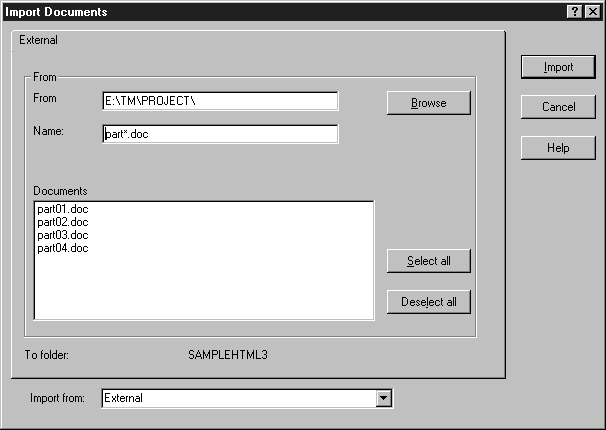 Import Documents
External
From
From E:\TM\PROJECT\ Browse
Name: part*.doc
Import
Cancel
Help
Documents
part01.doc
part02.doc
part03.doc
part04.doc
Select all
Deselect all
To folder: SAMPLEHTML3
Import from: External